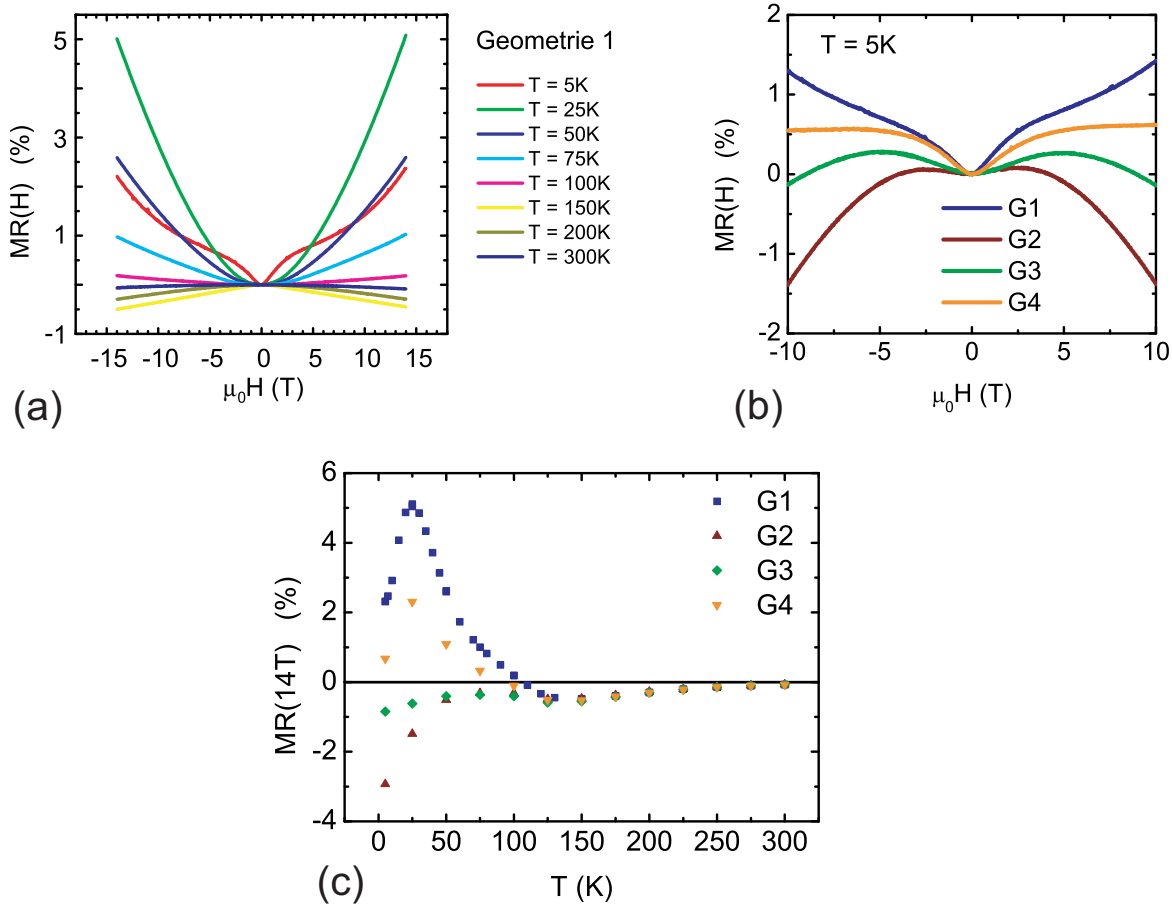 MR(H) (%)
5
3
1
-1
-15
-10
-5
0
5
10
15
μ₀H (T)
Geometrie 1
T = 5K
T = 25K
T = 50K
T = 75K
T = 100K
T = 150K
T = 200K
T = 300K
(a)
MR(H) (%)
2
1
0
-1
-2
T = 5K
G1
G2
G3
G4
-10
-5
0
5
10
μ₀H (T)
(b)
MR(14T) (%)
6
4
2
0
-2
-4
G1
G2
G3
G4
0
50
100
150
200
250
300
T (K)
(c)